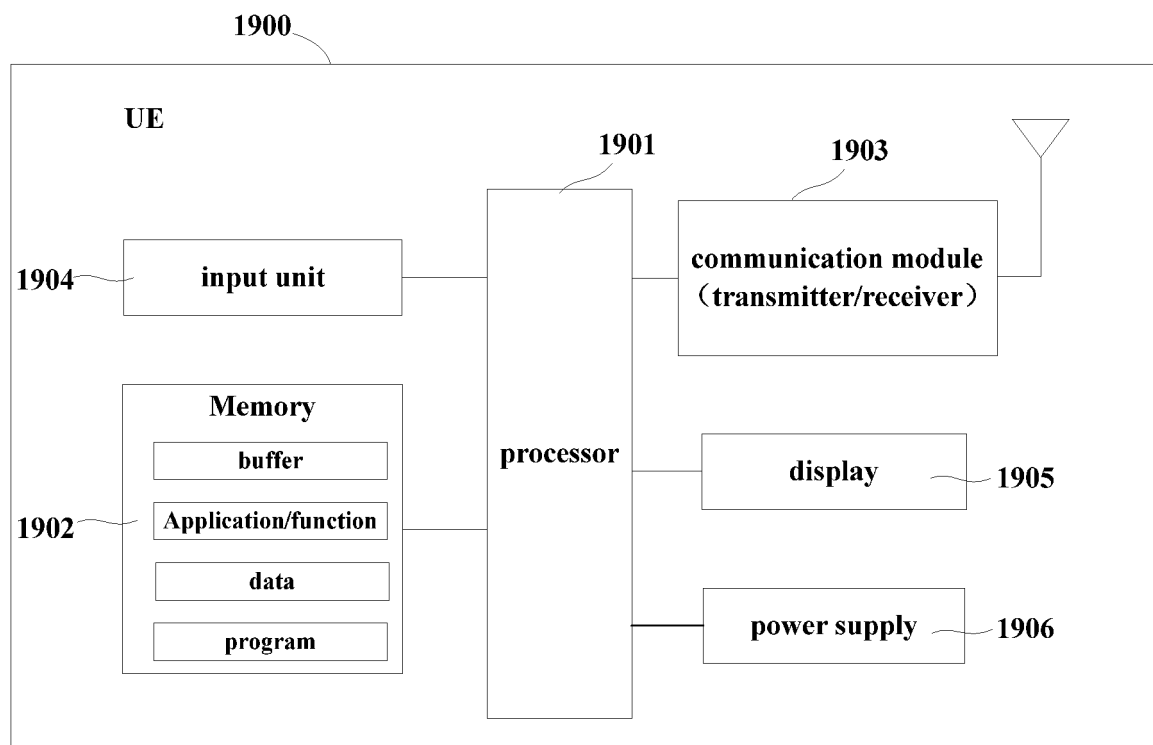 1900
UE
1901
1903
1904
input unit
communication module
（transmitter/receiver）
Memory
buffer
1902
Application/function
data
program
processor
display
1905
power supply
1906